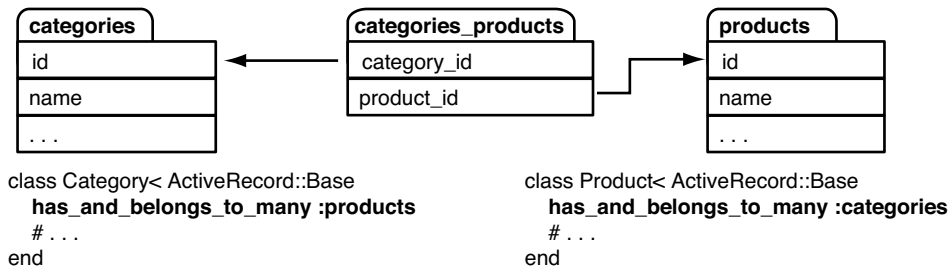 categories
id
name
. . .
categories_products
category_id
product_id
products
id
name
. . .
class Category< ActiveRecord::Base
has_and_belongs_to_many :products
# . . .
end
class Product< ActiveRecord::Base
has_and_belongs_to_many :categories
# . . .
end